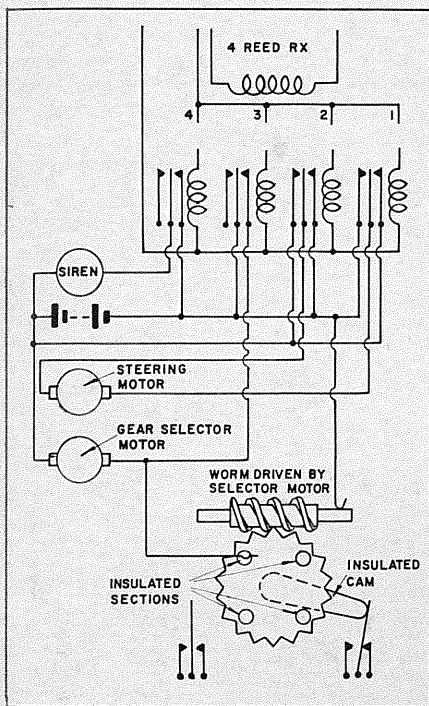 4 REED RX
4 3 2 1
SIREN
STEERING
MOTOR
GEAR SELECTOR
MOTOR
WORM DRIVEN BY
SELECTOR MOTOR
INSULATED
CAM
INSULATED
SECTIONS